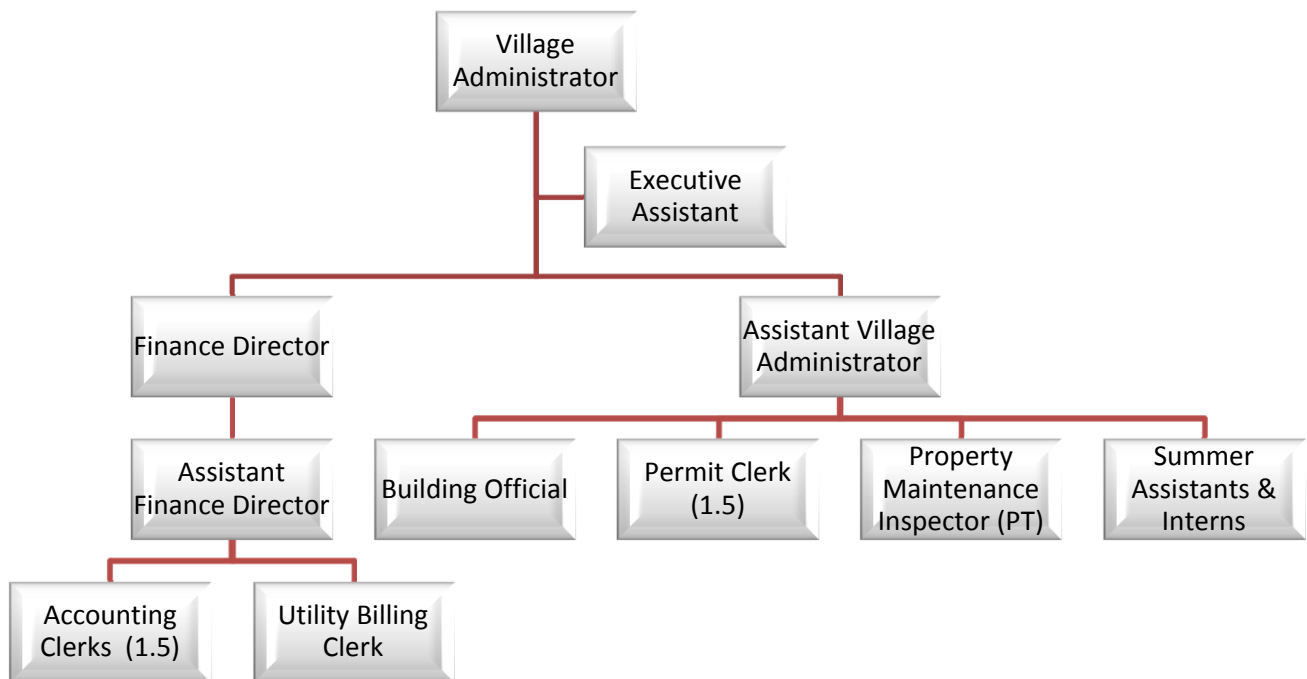 Village
Administrator
Executive
Assistant
Finance Director
Assistant Village
Administrator
Assistant
Finance Director
Building Official
Permit Clerk
(1.5)
Property
Maintenance
Inspector (PT)
Summer
Assistants &
Interns
Accounting
Clerks (1.5)
Utility Billing
Clerk